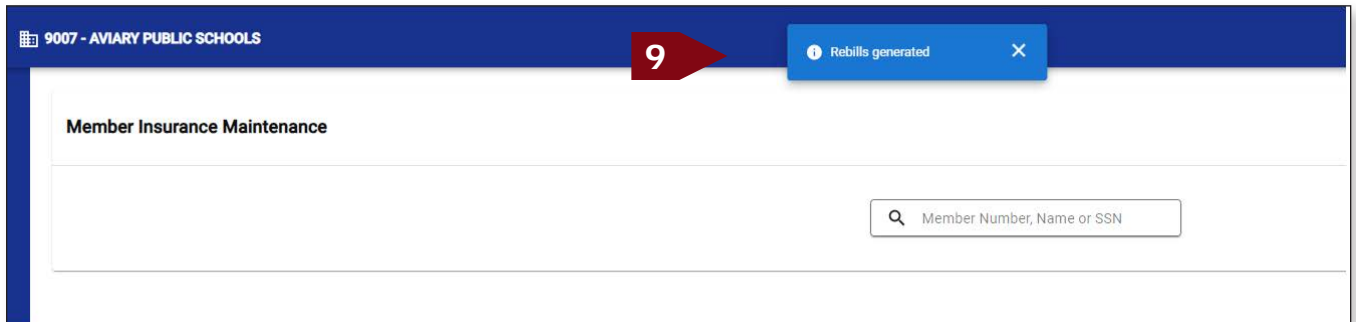 9007 - AVIARY PUBLIC SCHOOLS
9
Rebills generated
Member Insurance Maintenance
Member Number, Name or SSN